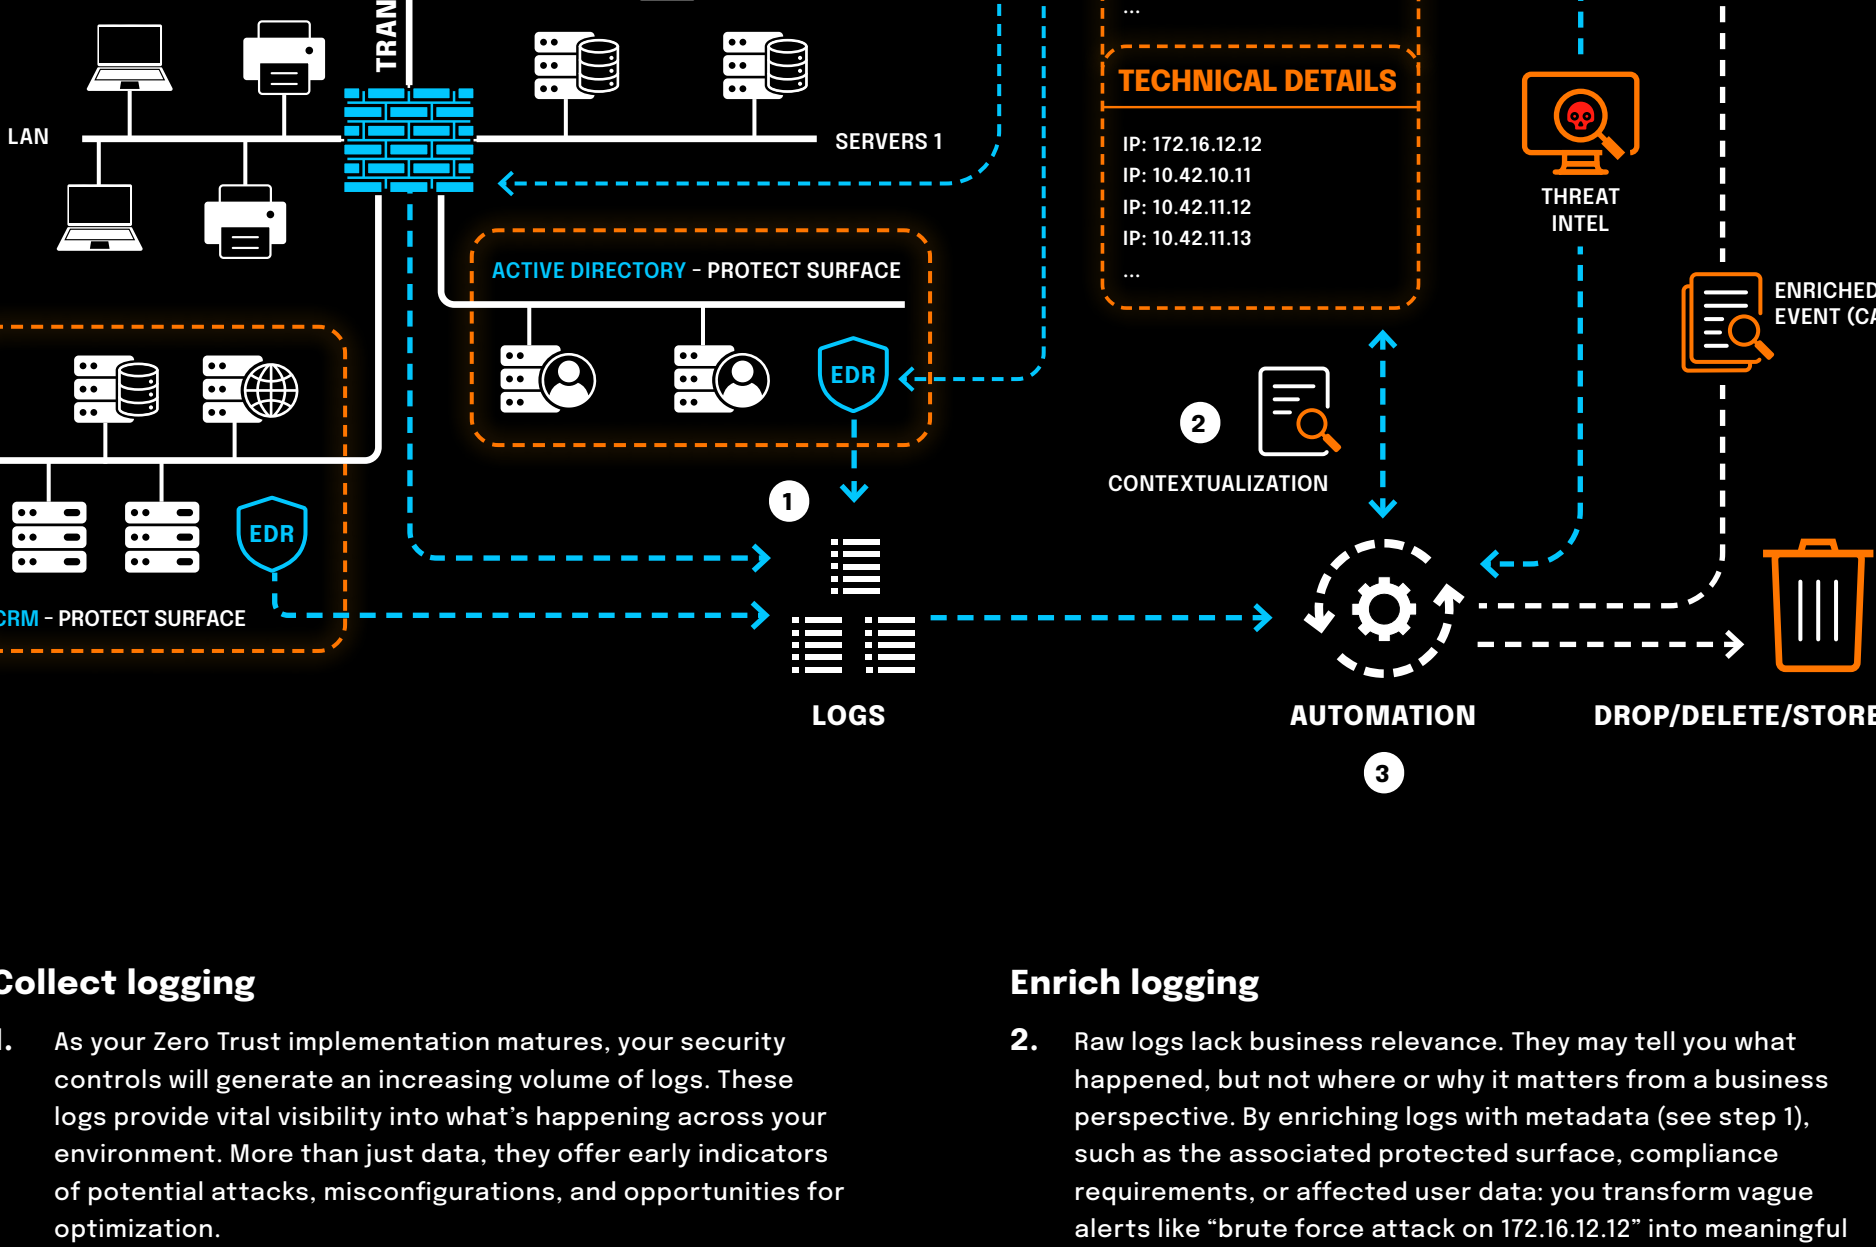 TRAN
...
TECHNICAL DETAILS
LAN
SERVERS 1
IP: 172.16.12.12
IP: 10.42.10.11
IP: 10.42.11.12
IP: 10.42.11.13
...
THREAT
INTEL
ACTIVE DIRECTORY - PROTECT SURFACE
ENRICHED
EVENT (CA
EDR
2
CONTEXTUALIZATION
1
EDR
CRM - PROTECT SURFACE
LOGS
AUTOMATION
DROP/DELETE/STORE
3
Collect logging
1. As your Zero Trust implementation matures, your security
controls will generate an increasing volume of logs. These
logs provide vital visibility into what’s happening across your
environment. More than just data, they offer early indicators
of potential attacks, misconfigurations, and opportunities for
optimization.
Enrich logging
2. Raw logs lack business relevance. They may tell you what
happened, but not where or why it matters from a business
perspective. By enriching logs with metadata (see step 1),
such as the associated protected surface, compliance
requirements, or affected user data: you transform vague
alerts like “brute force attack on 172.16.12.12” into meaningful